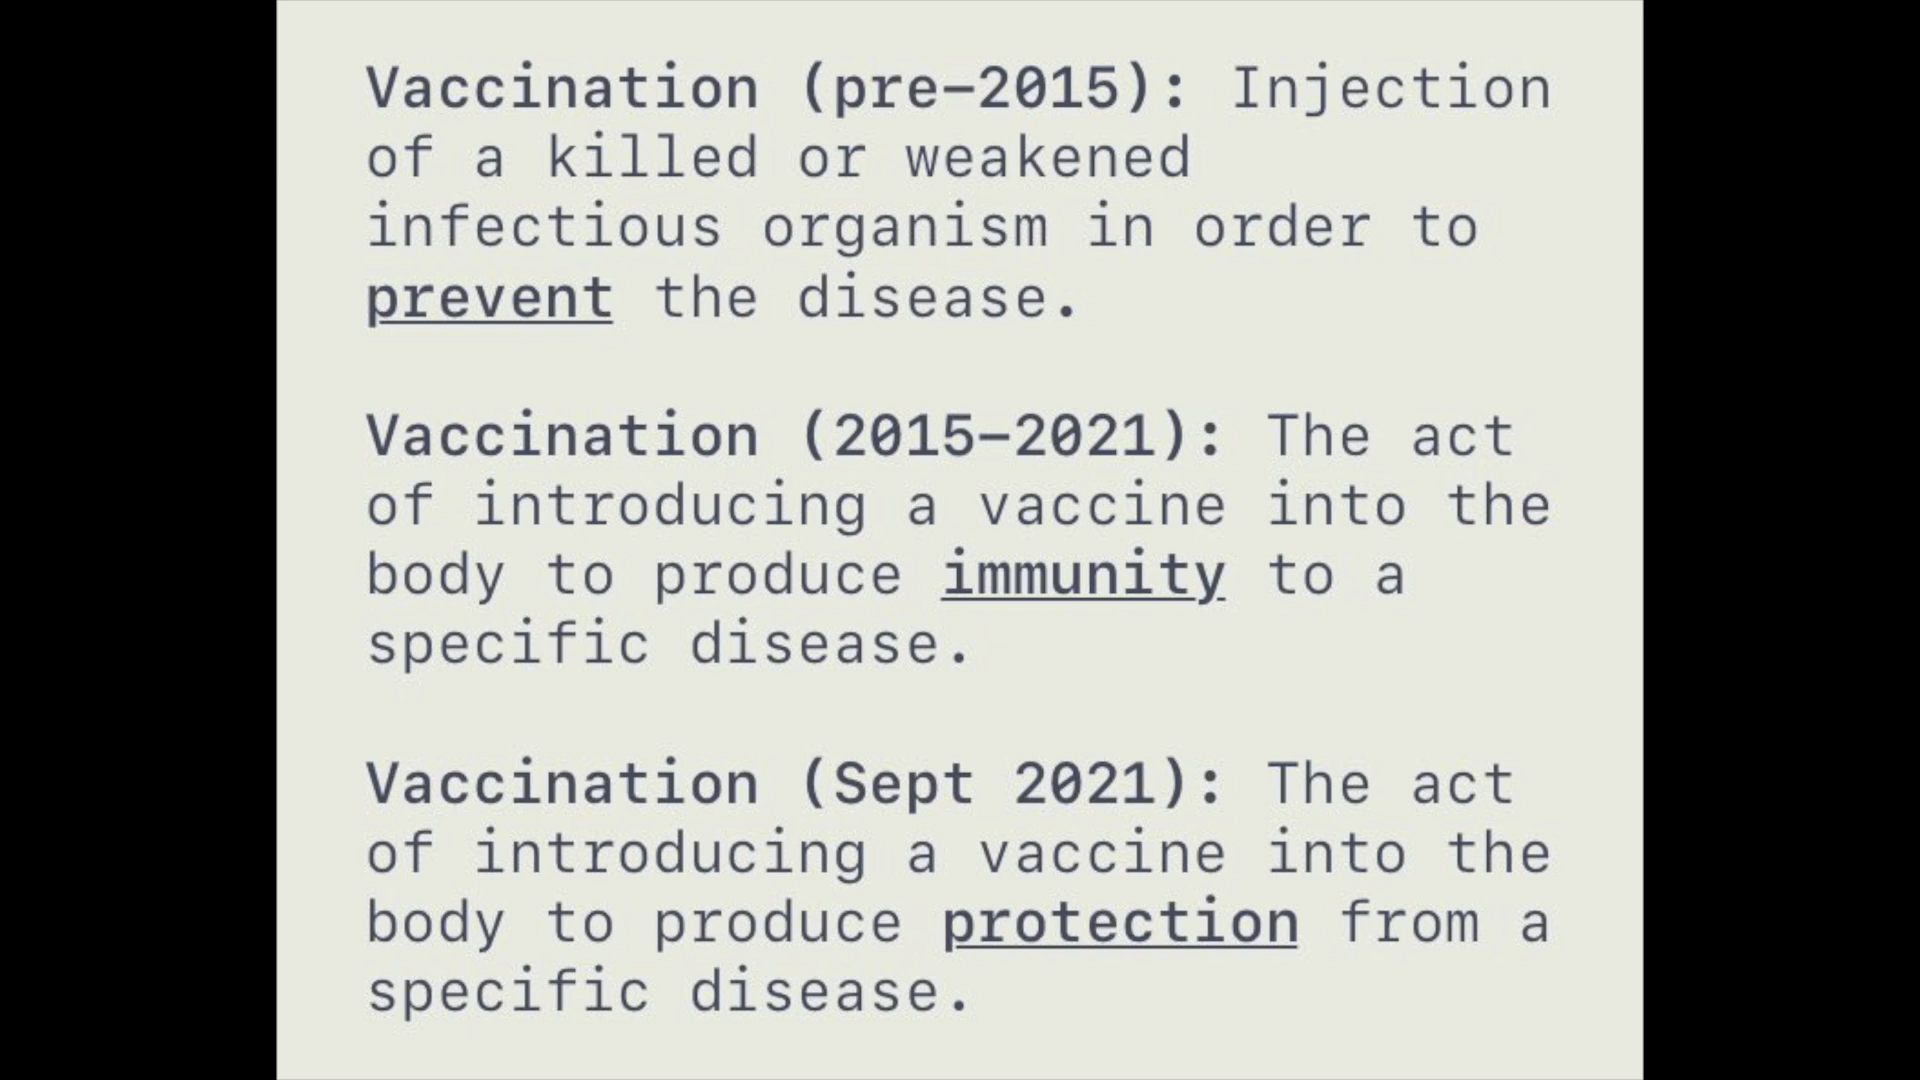 Vaccination (pre–2015): Injection
of a killed or weakened
infectious organism in order to
prevent the disease.
Vaccination (2015–2021): The act
of introducing a vaccine into the
body to produce immunity to a
specific disease.
Vaccination (Sept 2021): The act
of introducing a vaccine into the
body to produce protection from a
specific disease.